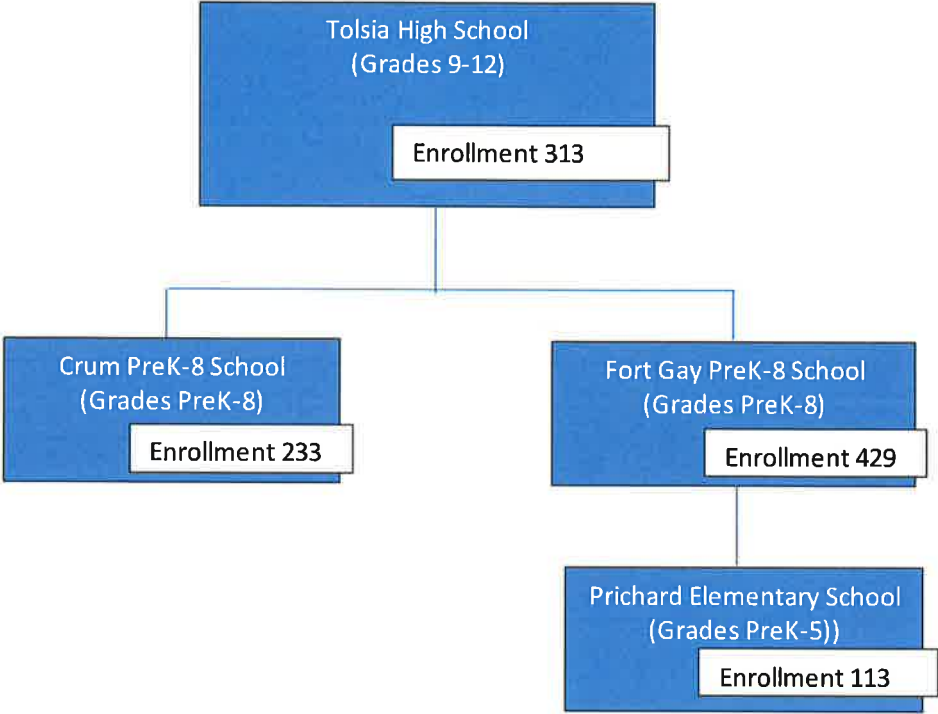 Tolsia High School
(Grades 9-12)
Enrollment 313
Crum PreK-8 School
(Grades PreK-8)
Enrollment 233
Fort Gay PreK-8 School
(Grades PreK-8)
Enrollment 429
Prichard Elementary School
(Grades PreK-5))
Enrollment 113